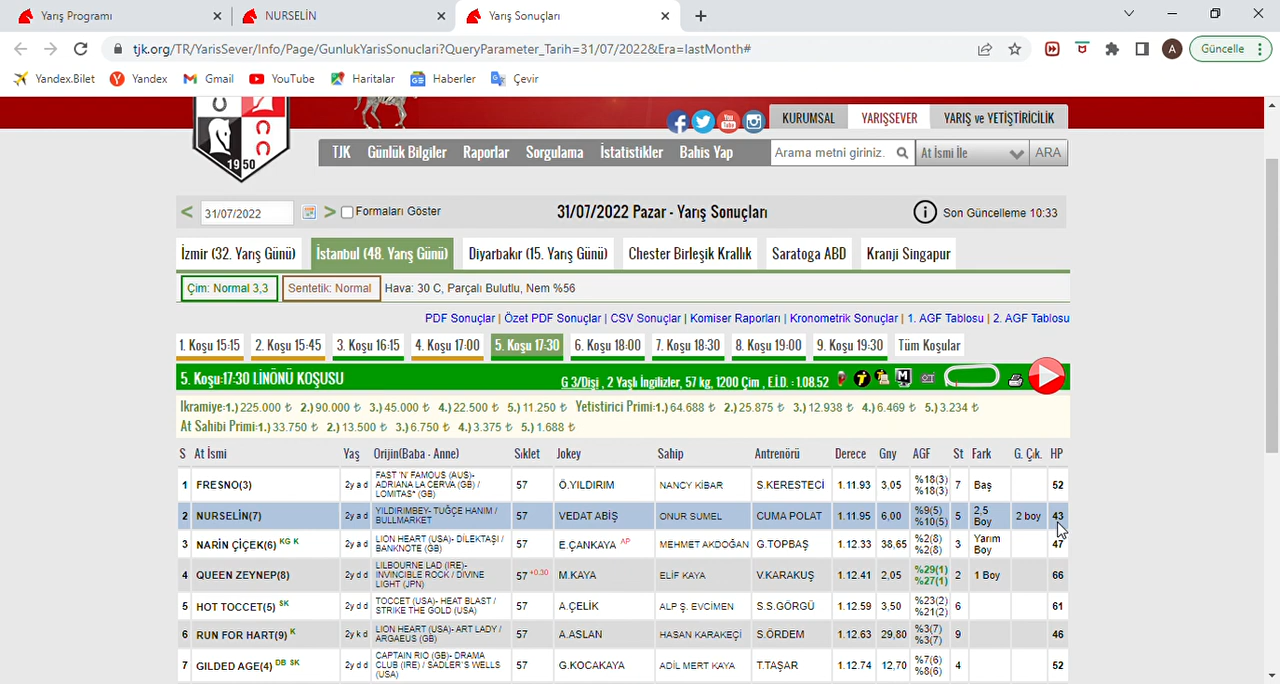 Yarış Programı
NURSELİN
Yarış Sonuçları
tjk.org/TR/YarisSever/Info/Page/GunlukYarisSonuclari?QueryParameter_Tarih=31/07/2022&Era=lastMonth#
A
Güncelle
Yandex.Bilet
Yandex
Gmail
YouTube
Haritalar
Haberler
Çevir
KURUMSAL
YARIŞSEVER
YARIŞ ve YETİŞTİRİCİLİK
C
C
C
1950
TJK
Günlük Bilgiler
Raporlar
Sorgulama
İstatistikler
Bahis Yap
Arama metni giriniz.
At İsmi İle
ARA
< 31/07/2022 > Formaları Göster
31/07/2022 Pazar - Yarış Sonuçları
Son Güncelleme 10:33
İzmir (32. Yarış Günü)
İstanbul (48. Yarış Günü)
Diyarbakır (15. Yarış Günü)
Chester Birleşik Krallık
Saratoga ABD
Kranji Singapur
Çim: Normal 3,3
Sentetik: Normal
Hava: 30 C, Parçalı Bulutlu, Nem %56
PDF Sonuçlar | Özet PDF Sonuçlar | CSV Sonuçlar | Komiser Raporları | Kronometrik Sonuçlar | 1. AGF Tablosu | 2. AGF Tablosu
1. Koşu 15:15
2. Koşu 15:45
3. Koşu 16:15
4. Koşu 17:00
5. Koşu 17:30
6. Koşu 18:00
7. Koşu 18:30
8. Koşu 19:00
9. Koşu 19:30
Tüm Koşular
5. Koşu:17:30 I.İNÖNÜ KOŞUSU
G 3/Dişi , 2 Yaşlı İngilizler, 57 kg, 1200 Çim , E.İ.D. : 1.08.52
İkramiye:1.) 225.000 ₺ 2.) 90.000 ₺ 3.) 45.000 ₺ 4.) 22.500 ₺ 5.) 11.250 ₺ Yetistirici Primi:1.) 64.688 ₺ 2.) 25.875 ₺ 3.) 12.938 ₺ 4.) 6.469 ₺ 5.) 3.234 ₺
At Sahibi Primi:1.) 33.750 ₺ 2.) 13.500 ₺ 3.) 6.750 ₺ 4.) 3.375 ₺ 5.) 1.688 ₺
S At İsmi Yaş Orijin(Baba - Anne) Sıklet Jokey Sahip Antrenörü Derece Gny AGF St Fark G. Çık. HP
1 FRESNO(3) 2y a d FAST 'N' FAMOUS (AUS)- ADRIANA LA CERVA (GB) / LOMITAS* (GB) 57 Ö.YILDIRIM NANCY KİBAR S.KERESTECİ 1.11.93 3,05 %18(3) %18(3) 7 Baş 52
2 NURSELİN(7) 2y a d YILDIRIMBEY- TUĞÇE HANIM / BULLMARKET 57 VEDAT ABİŞ ONUR SÜMEL CUMA POLAT 1.11.95 6,00 %9(5) %10(5) 5 2,5 Boy 2 boy 43
3 NARİN ÇİÇEK(6) KG K 2y a d LION HEART (USA)- DİLEKTAŞI / BANKNOTE (GB) 57 E.ÇANKAYA AP MEHMET AKDOĞAN G.TOPBAŞ 1.12.33 38,65 %2(8) %2(8) 3 Yarım Boy 47
4 QUEEN ZEYNEP(8) 2y d d LILBOURNE LAD (IRE)- INVINCIBLE ROCK / DIVINE LIGHT (JPN) 57 +0.30 M.KAYA ELİF KAYA V.KARAKUŞ 1.12.41 2,05 %29(1) %27(1) 2 1 Boy 66
5 HOT TOCCET(5) SK 2y d d TOCCET (USA)- HEAT BLAST / STRIKE THE GOLD (USA) 57 A.ÇELİK ALP Ş. EVCİMEN S.S.GÖRGÜ 1.12.59 3,50 %23(2) %21(2) 6 61
6 RUN FOR HART(9) K 2y k d LION HEART (USA)- ART LADY / ARGAEUS (GB) 57 A.ASLAN HASAN KARAKEÇİ S.ÖRDEM 1.12.63 29,80 %3(7) %3(7) 9 46
7 GILDED AGE(4) DB SK 2y d d CAPTAIN RIO (GB)- DRAMA CLUB (IRE) / SADLER'S WELLS (USA) 57 G.KOCAKAYA ADİL MERT KAYA T.TAŞAR 1.12.74 12,70 %7(6) %8(6) 4 52